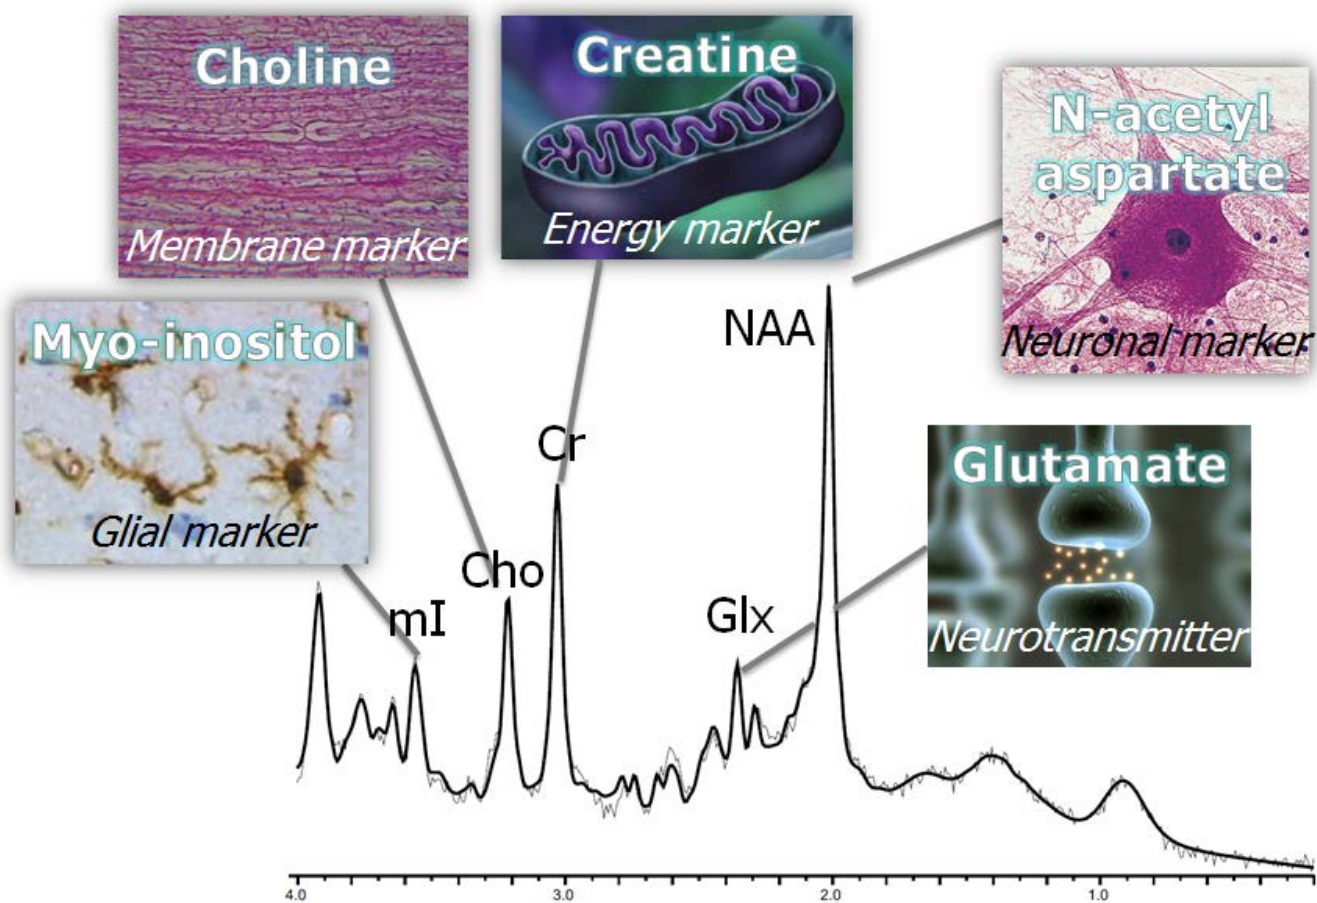 Choline
Membrane marker
Creatine
Energy marker
N-acetyl
aspartate
Neuronal marker
Myo-inositol
Glial marker
NAA
Cr
Glutamate
Neurotransmitter
Cho
mI
Glx
4.0 3.0 2.0 1.0